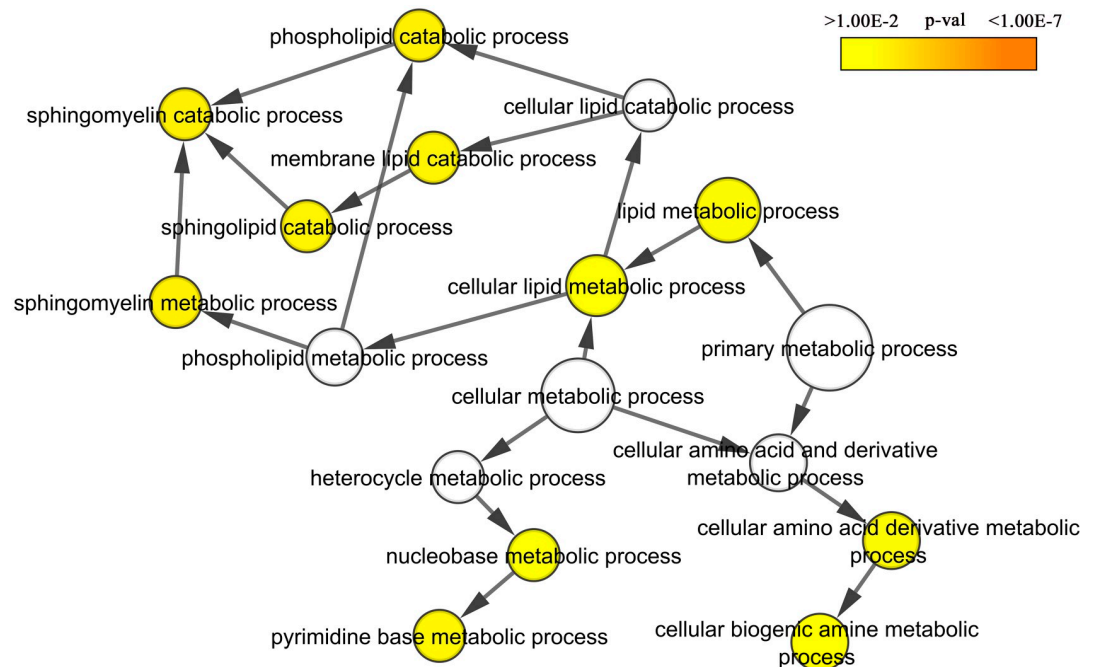 >1.00E-2 p-val <1.00E-7
phospholipid catabolic process
cellular lipid catabolic process
sphingomyelin catabolic process
membrane lipid catabolic process
lipid metabolic process
sphingolipid catabolic process
cellular lipid metabolic process
sphingomyelin metabolic process
primary metabolic process
phospholipid metabolic process
cellular metabolic process
cellular amino acid and derivative
metabolic process
heterocycle metabolic process
cellular amino acid derivative metabolic
process
nucleobase metabolic process
cellular biogenic amine metabolic
process
pyrimidine base metabolic process